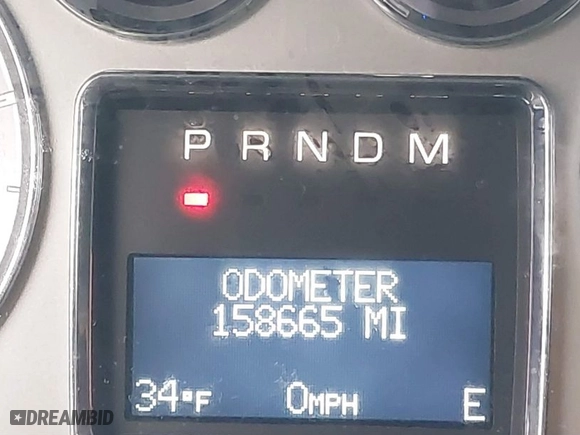 P R N D M
ODOMETER
158665 MI
34°F 0MPH E
DREAMBID